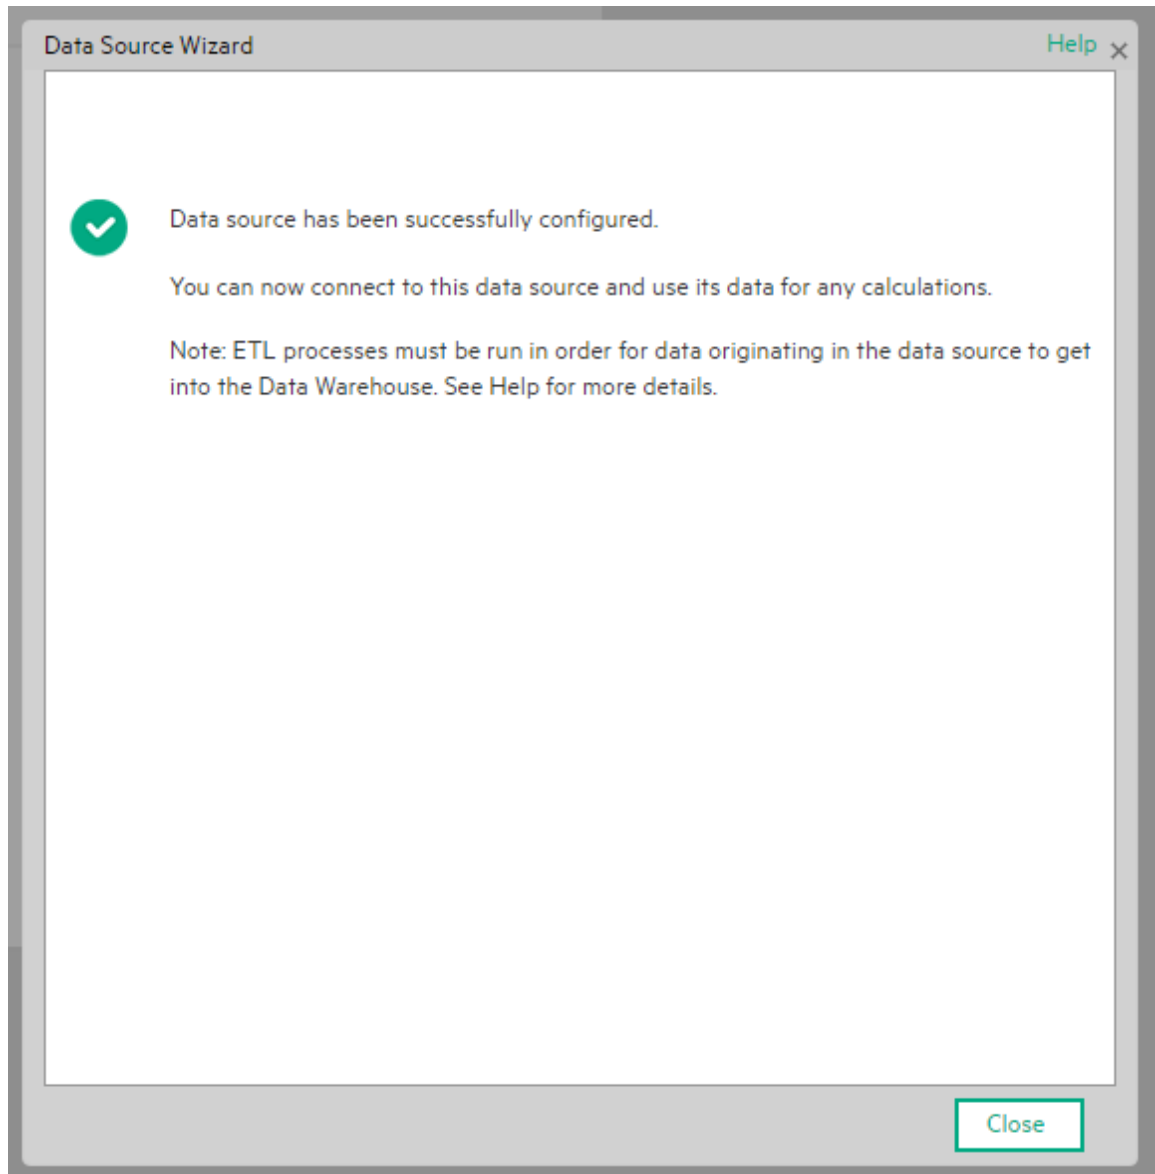 Data Source Wizard
Help
Data source has been successfully configured.
You can now connect to this data source and use its data for any calculations.
Note: ETL processes must be run in order for data originating in the data source to get
into the Data Warehouse. See Help for more details.
Close